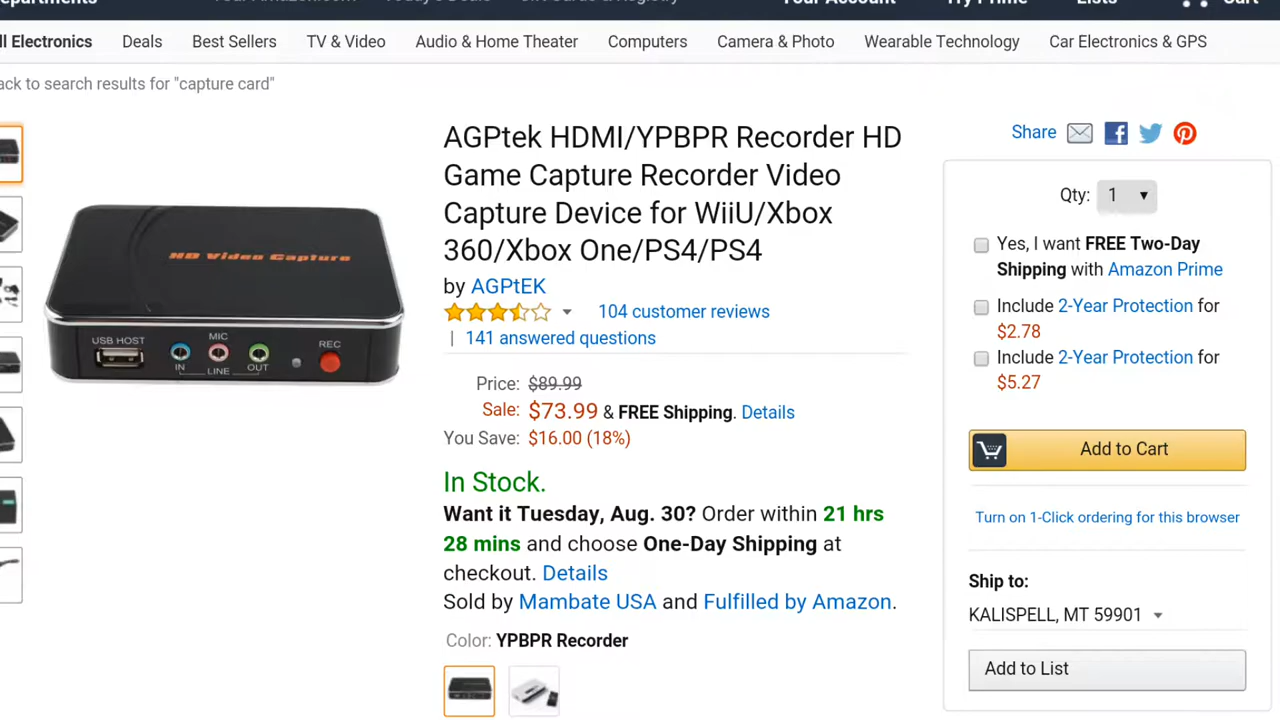 Your Account
Try Prime
Lists
Cart
Electronics
Deals
Best Sellers
TV & Video
Audio & Home Theater
Computers
Camera & Photo
Wearable Technology
Car Electronics & GPS
to search results for "capture card"
AGPtek HDMI/YPBPR Recorder HD
Game Capture Recorder Video
Capture Device for WiiU/Xbox
360/Xbox One/PS4/PS4
by AGPtEK
104 customer reviews
| 141 answered questions
Price: $89.99
Sale: $73.99 & FREE Shipping. Details
You Save: $16.00 (18%)
In Stock.
Want it Tuesday, Aug. 30? Order within 21 hrs
28 mins and choose One-Day Shipping at
checkout. Details
Sold by Mambate USA and Fulfilled by Amazon.
Color: YPBPR Recorder
HD Video Capture
USB HOST
MIC
REC
IN
LINE
OUT
Share
Qty: 1
Yes, I want FREE Two-Day
Shipping with Amazon Prime
Include 2-Year Protection for
$2.78
Include 2-Year Protection for
$5.27
Add to Cart
Turn on 1-Click ordering for this browser
Ship to:
KALISPELL, MT 59901
Add to List